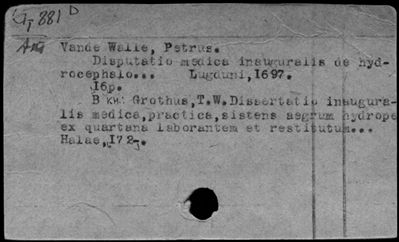 G7 881 D
Vande Walle, Petrus.
Disputatio medica inauguralis de hyd-
rocephalo... Lugduni, 1697.
16p.
B Grothus, T.W. Dissertatio inaugura-
lis medica, practica, sistens aegrum hydrope
ex quartana laborantem et restitutum...
Halae,